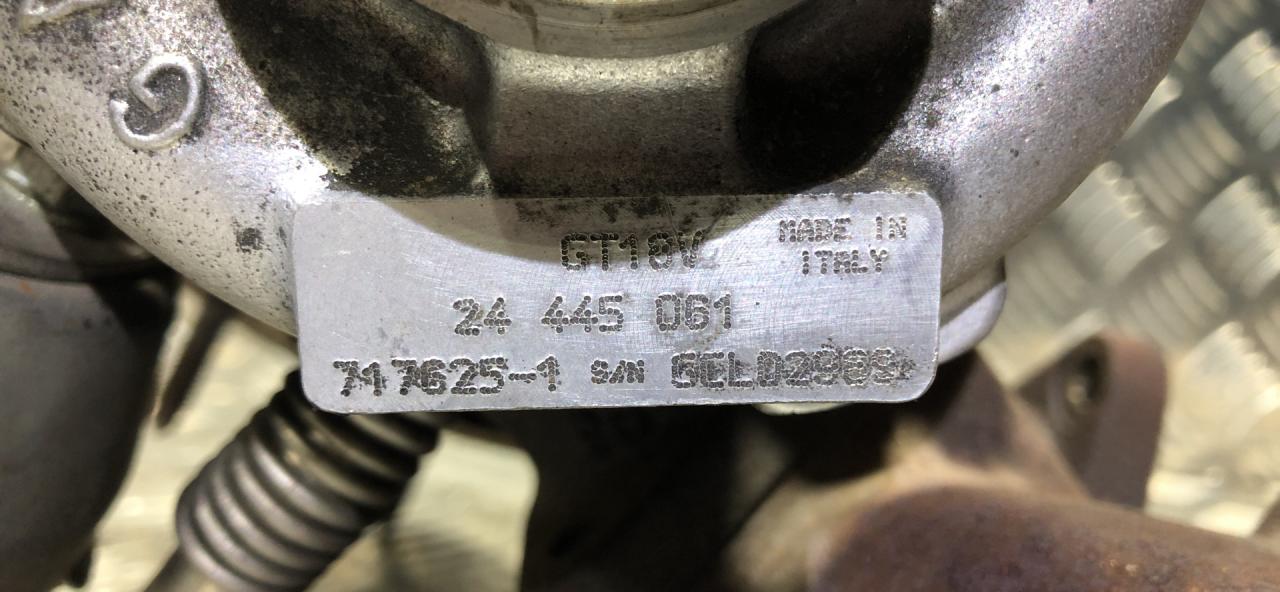 G
GT18V MADE IN
ITALY
24 445 061
717625-1 S/N